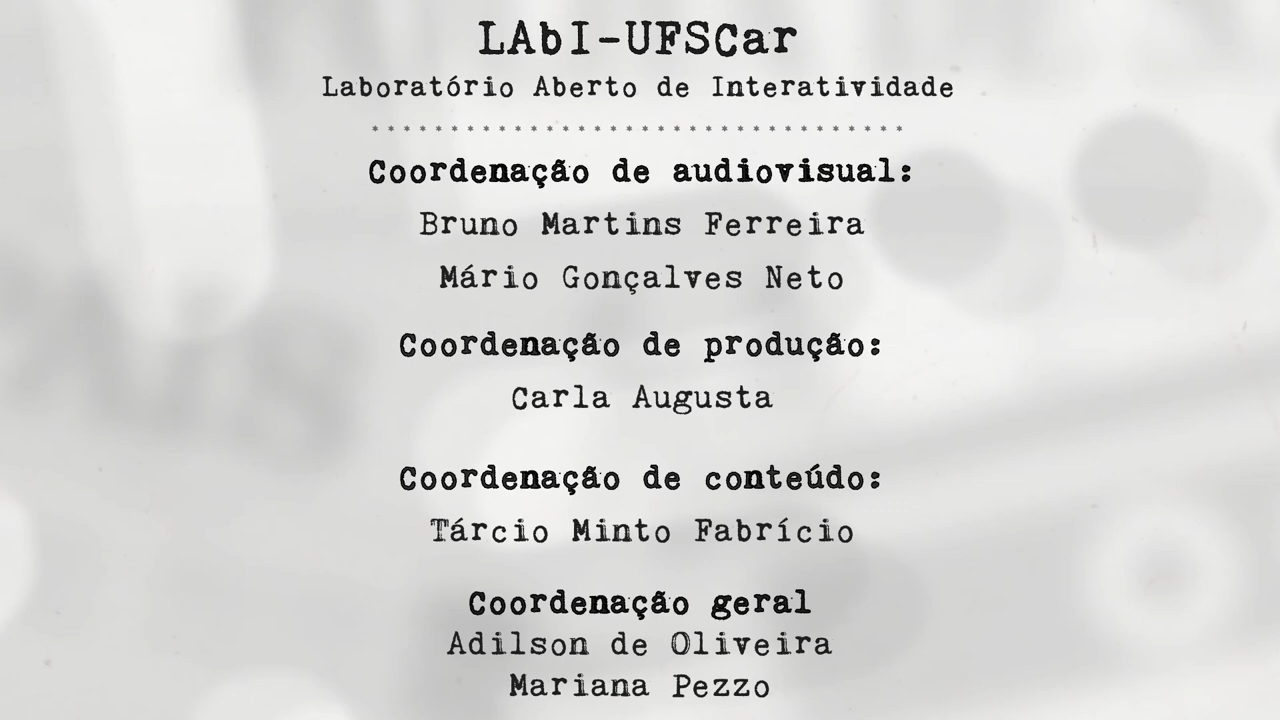 LAbI-UFSCar
Laboratório Aberto de Interatividade
Coordenação de audiovisual:
Bruno Martins Ferreira
Mário Gonçalves Neto
Coordenação de produção:
Carla Augusta
Coordenação de conteúdo:
Tárcio Minto Fabrício
Coordenação geral
Adilson de Oliveira
Mariana Pezzo